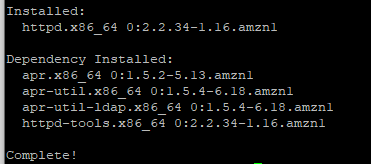 Installed:
  httpd.x86_64 0:2.2.34-1.16.amzn1

Dependency Installed:
  apr.x86_64 0:1.5.2-5.13.amzn1
  apr-util.x86_64 0:1.5.4-6.18.amzn1
  apr-util-ldap.x86_64 0:1.5.4-6.18.amzn1
  httpd-tools.x86_64 0:2.2.34-1.16.amzn1

Complete!